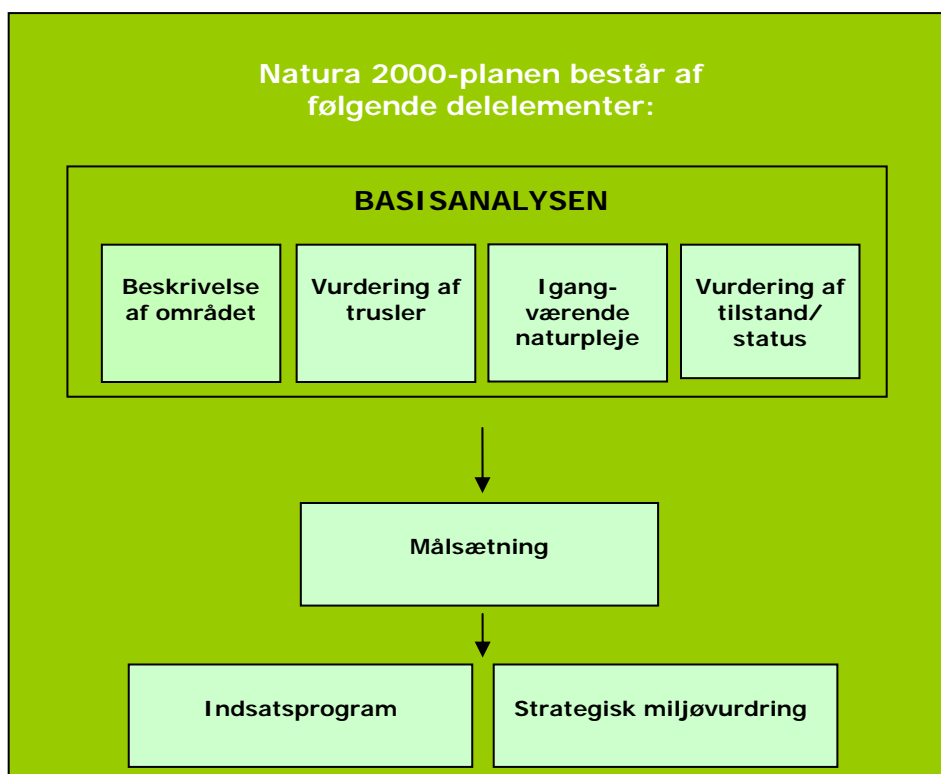 Natura 2000-planen består af
følgende delelementer:
BASISANALYSEN
Beskrivelse
af området
Vurdering af
trusler
Igang-
værende
naturpleje
Vurdering af
tilstand/
status
Målsætning
Indsatsprogram
Strategisk miljøvurdring